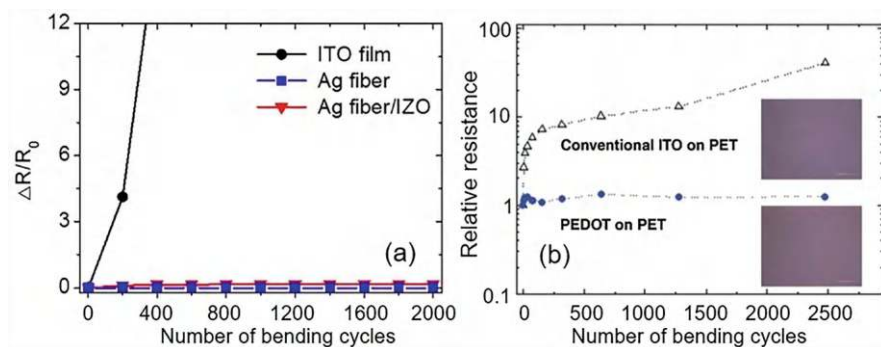 12
9
6
3
0
ΔR/R₀
ITO film
Ag fiber
Ag fiber/IZO
(a)
0 400 800 1200 1600 2000
Number of bending cycles
100
10
1
0.1
Relative resistance
Conventional ITO on PET
PEDOT on PET
(b)
0 500 1000 1500 2000 2500
Number of bending cycles